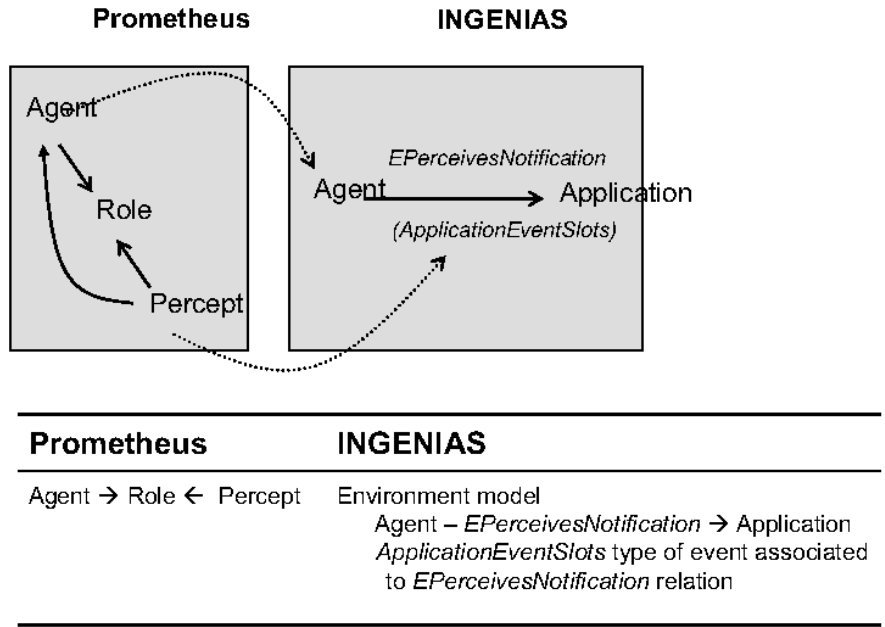 Prometheus
INGENIAS
Agent
Role
Percept
EPerceivesNotification
Agent
Application
(ApplicationEventSlots)
Prometheus
INGENIAS
Agent → Role ← Percept
Environment model
Agent – EPerceivesNotification → Application
ApplicationEventSlots type of event associated
to EPerceivesNotification relation